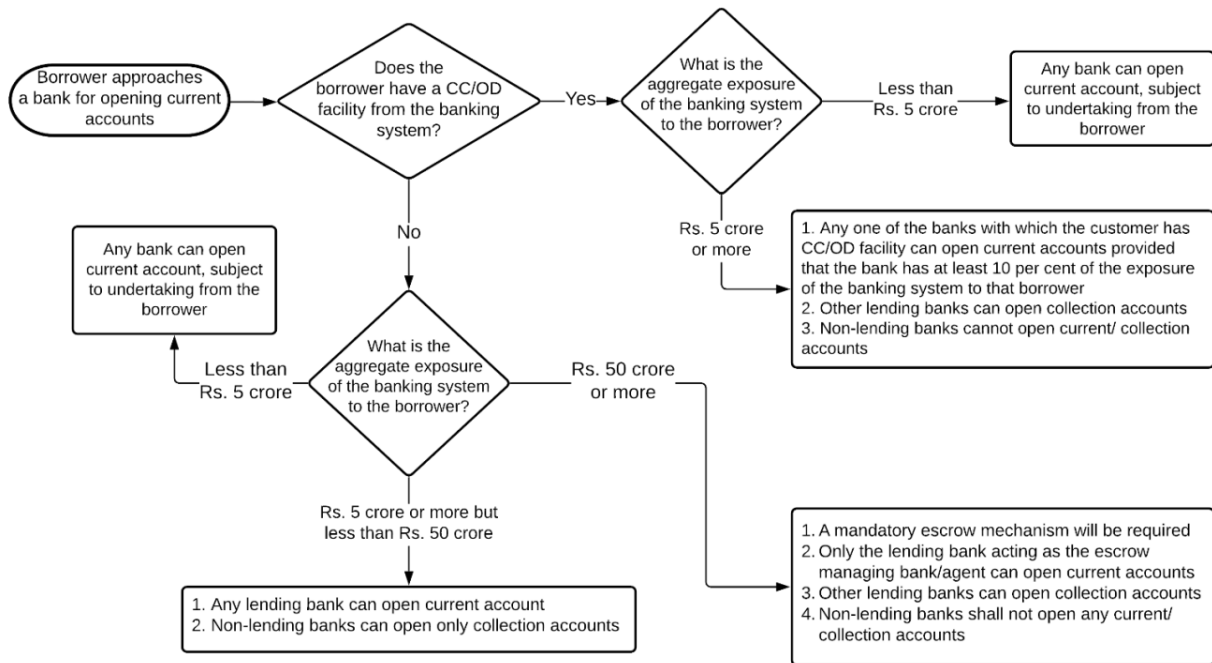 Borrower approaches
a bank for opening current
accounts
Does the
borrower have a CC/OD
facility from the banking
system?
Yes
What is the
aggregate exposure
of the banking system
to the borrower?
Less than
Rs. 5 crore
Any bank can open
current account, subject
to undertaking from the
borrower
Rs. 5 crore
or more
1. Any one of the banks with which the customer has
CC/OD facility can open current accounts provided
that the bank has at least 10 per cent of the exposure
of the banking system to that borrower
2. Other lending banks can open collection accounts
3. Non-lending banks cannot open current/ collection
accounts
No
Any bank can open
current account, subject
to undertaking from the
borrower
Less than
Rs. 5 crore
What is the
aggregate exposure
of the banking system
to the borrower?
Rs. 50 crore
or more
Rs. 5 crore or more but
less than Rs. 50 crore
1. Any lending bank can open current account
2. Non-lending banks can open only collection accounts
1. A mandatory escrow mechanism will be required
2. Only the lending bank acting as the escrow
managing bank/agent can open current accounts
3. Other lending banks can open collection accounts
4. Non-lending banks shall not open any current/
collection accounts